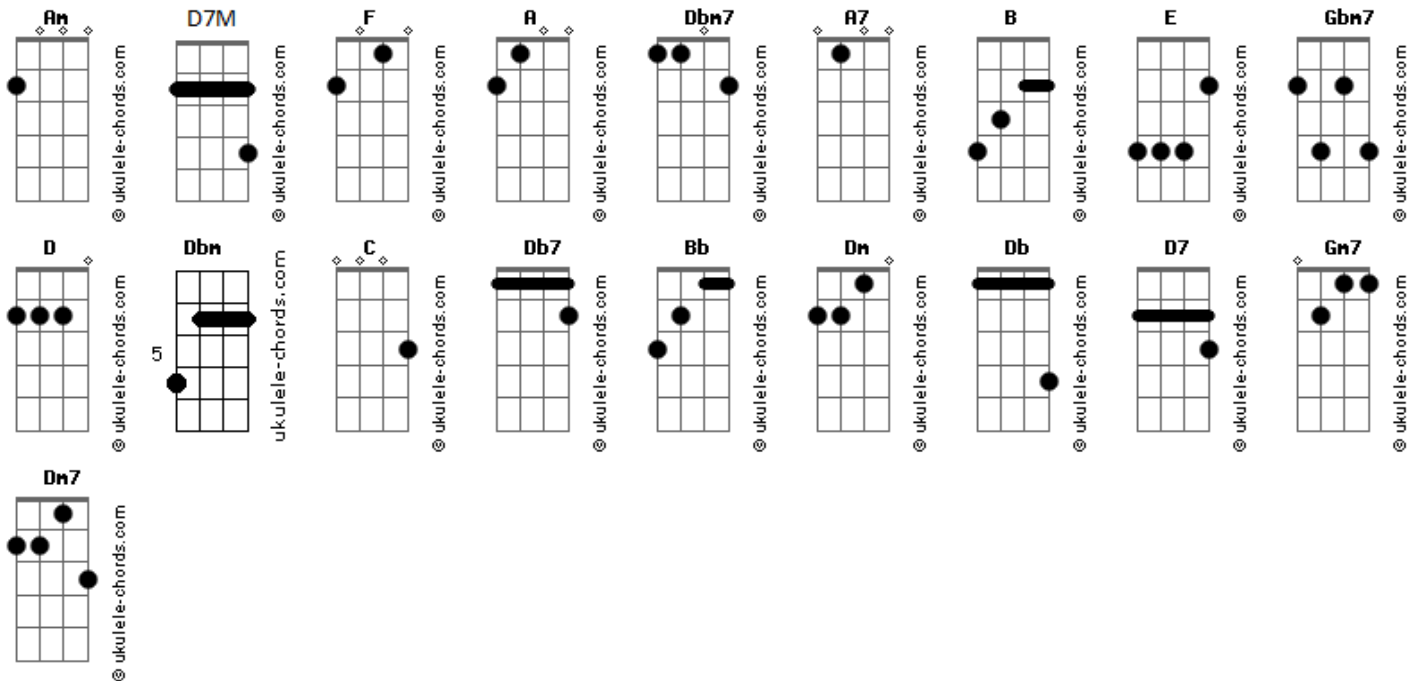 Am D7M F A Dbm7 A7 B E Gbm7
© ukulele-chords.com © ukulele-chords.com © ukulele-chords.com © ukulele-chords.com © ukulele-chords.com © ukulele-chords.com © ukulele-chords.com © ukulele-chords.com © ukulele-chords.com
D Dbm C Db7 Bb Dm Db D7 Gm7
5
© ukulele-chords.com ukulele-chords.com © ukulele-chords.com © ukulele-chords.com © ukulele-chords.com © ukulele-chords.com © ukulele-chords.com © ukulele-chords.com © ukulele-chords.com
Dm7
© ukulele-chords.com